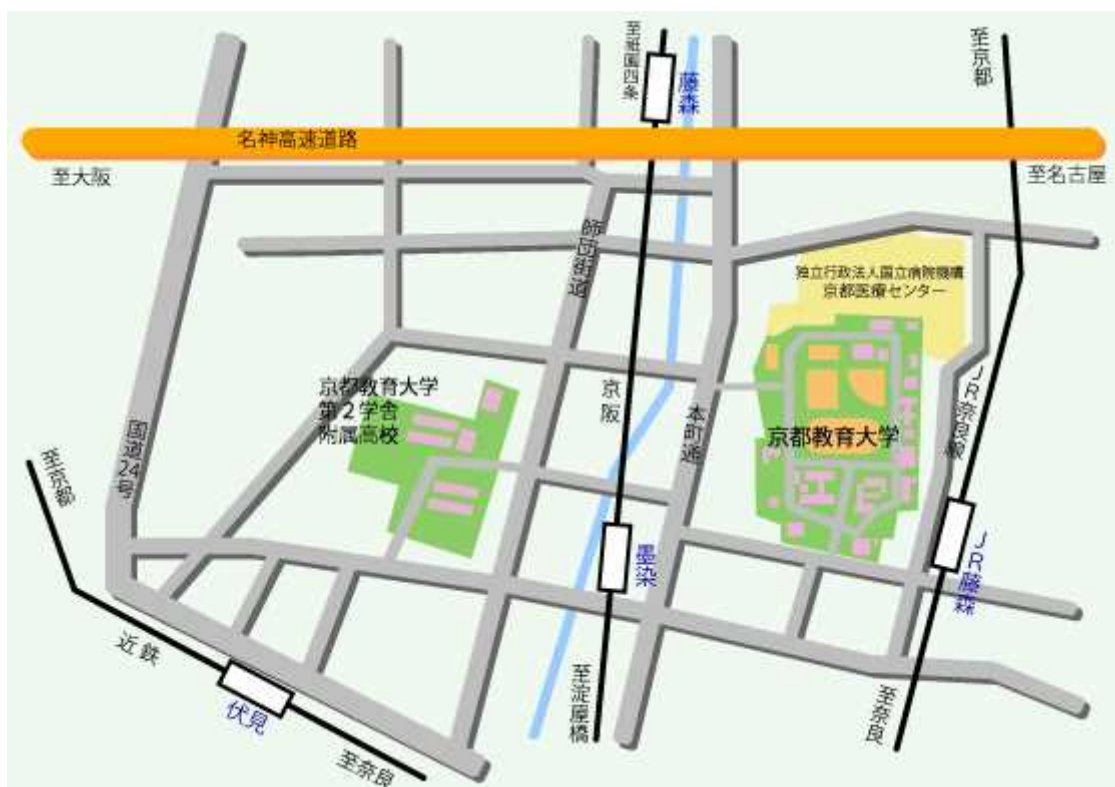 至祇園四条
藤森
至京都
名神高速道路
至大阪
至名古屋
師団街道
独立行政法人国立病院機構
京都医療センター
京都教育大学
第2学舎
附属高校
京阪
本町通
京都教育大学
JR奈良線
国道24号
至京都
墨染
JR藤森
近鉄
伏見
至奈良
至淀屋橋
至奈良